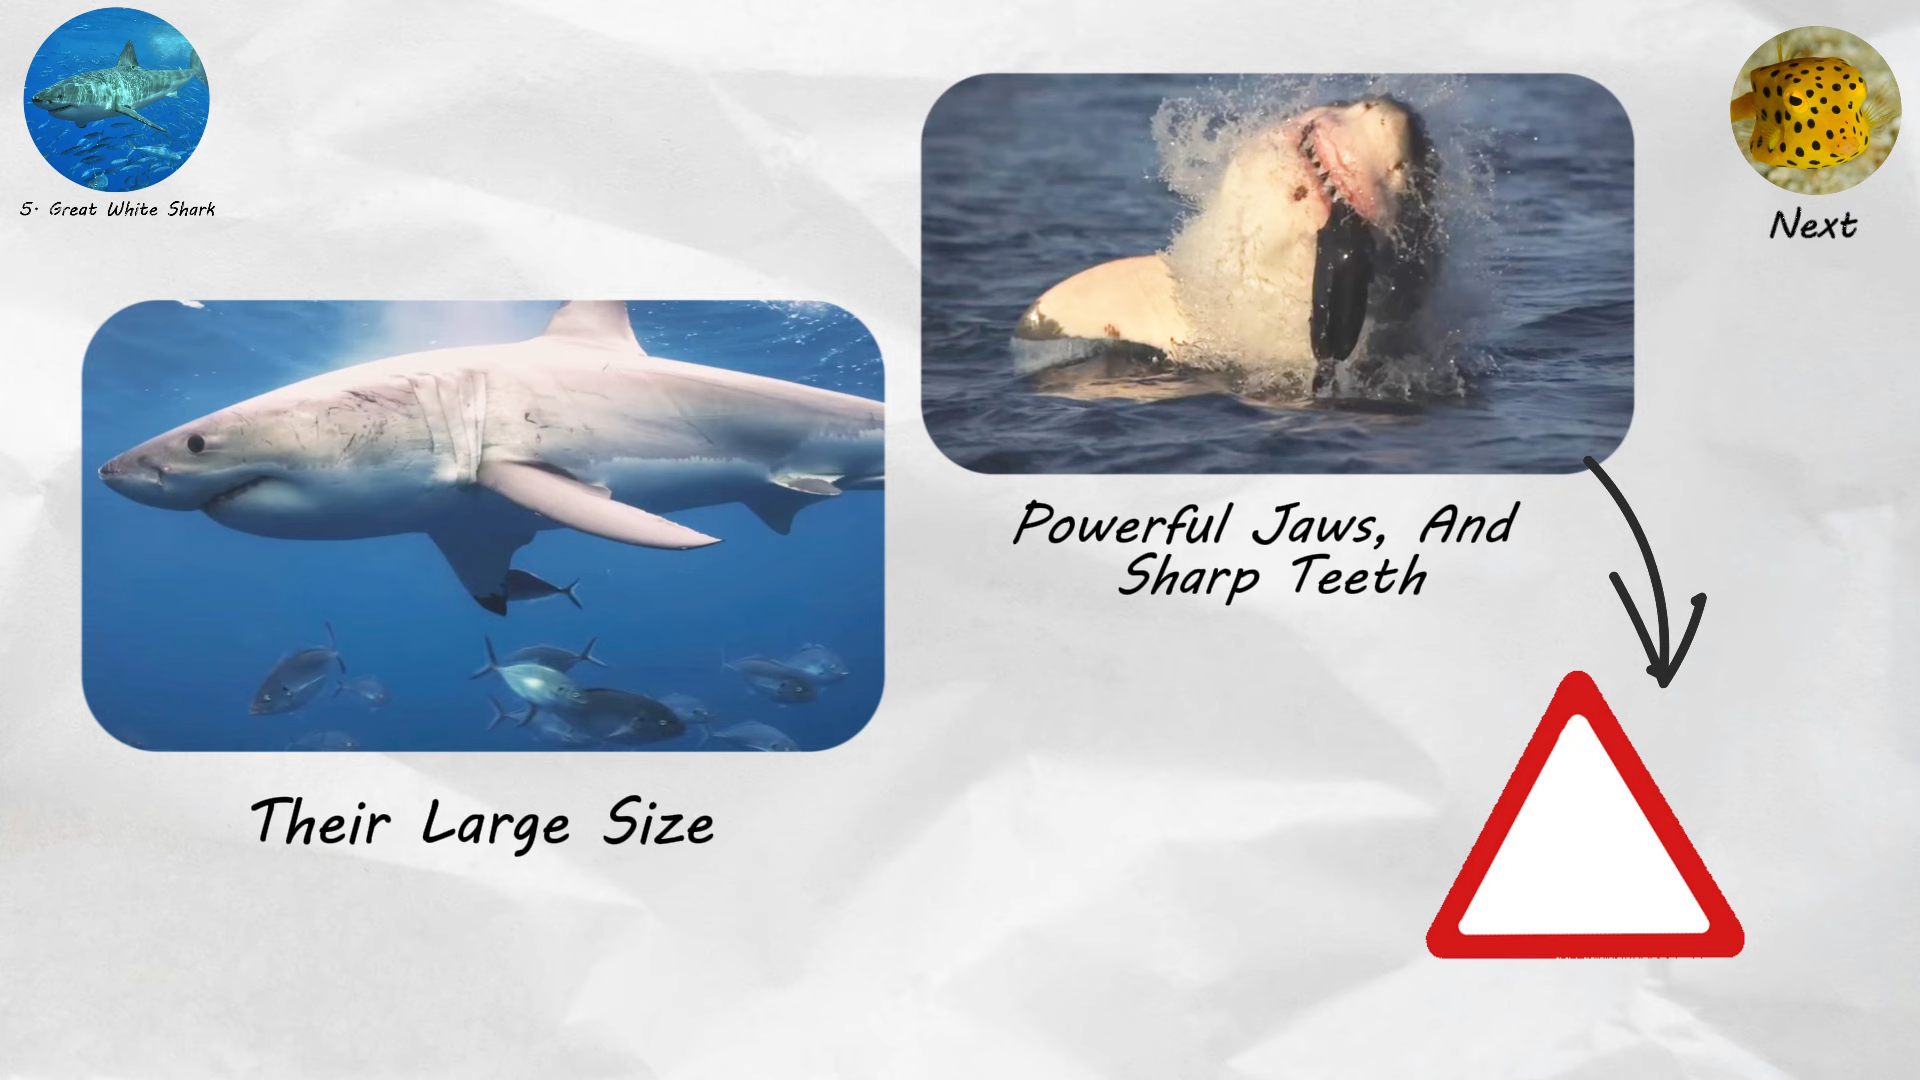 5. Great White Shark
Next
Powerful Jaws, And
Sharp Teeth
Their Large Size